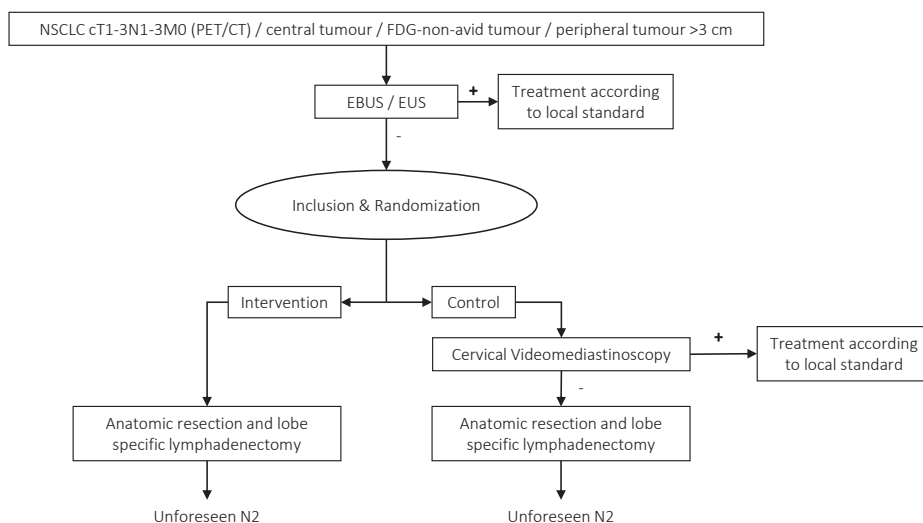 NSCLC cT1-3N1-3M0 (PET/CT) / central tumour / FDG-non-avid tumour / peripheral tumour >3 cm
EBUS / EUS
+
Treatment according
to local standard
-
Inclusion & Randomization
Intervention
Control
Cervical Videomediastinoscopy
+
Treatment according
to local standard
-
Anatomic resection and lobe
specific lymphadenectomy
Anatomic resection and lobe
specific lymphadenectomy
Unforeseen N2
Unforeseen N2